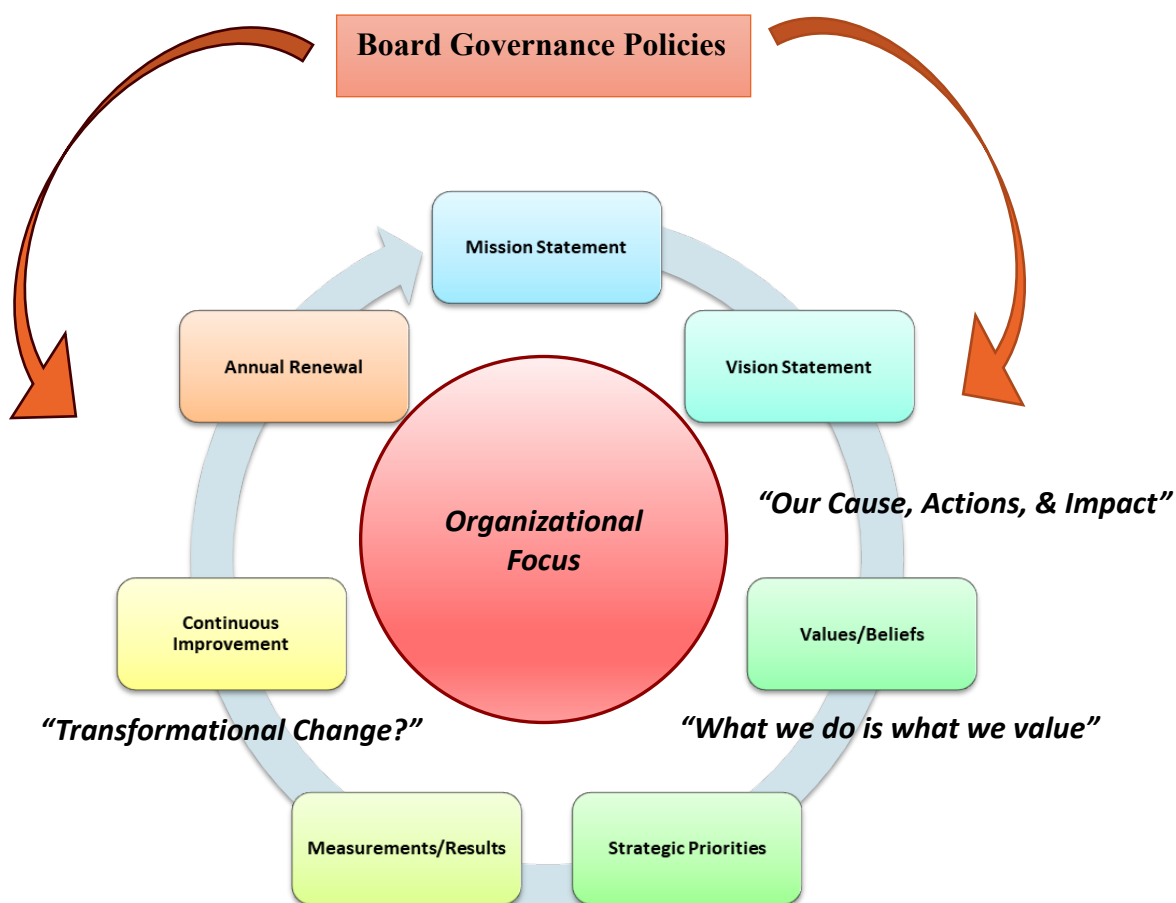 Board Governance Policies
Mission Statement
Annual Renewal
Vision Statement
“Our Cause, Actions, & Impact”
Organizational
Focus
Continuous
Improvement
Values/Beliefs
“Transformational Change?”
“What we do is what we value”
Measurements/Results
Strategic Priorities